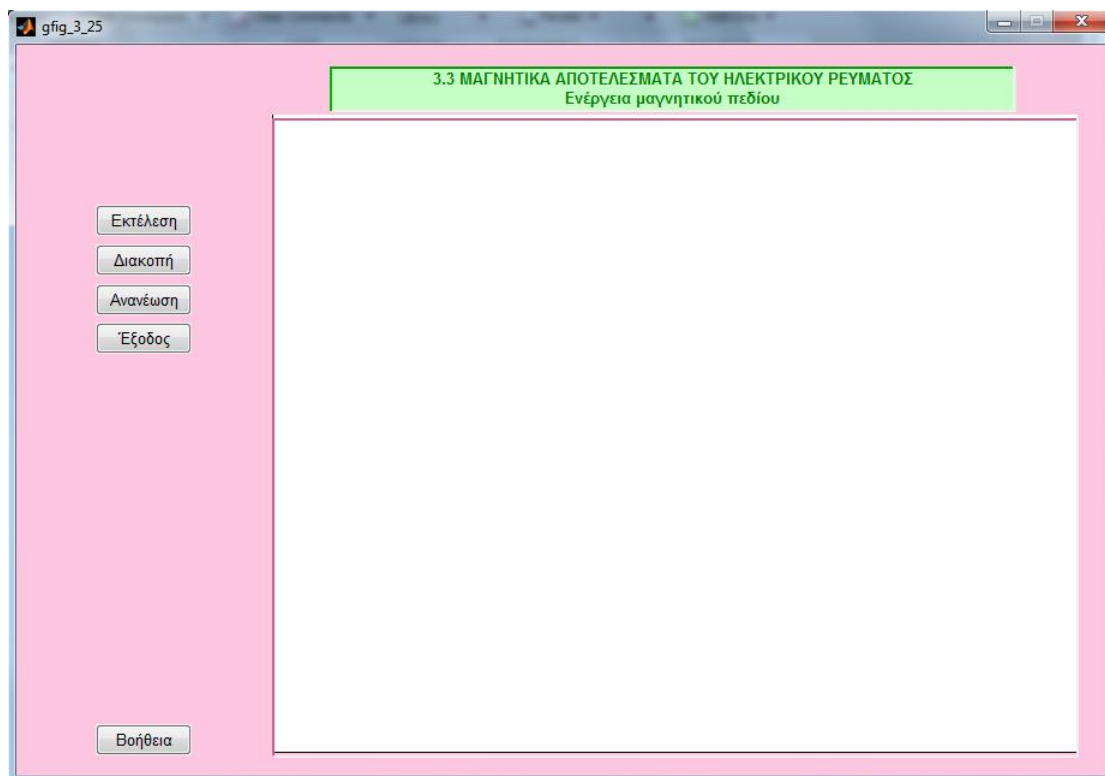 gfig_3_25
3.3 ΜΑΓΝΗΤΙΚΑ ΑΠΟΤΕΛΕΣΜΑΤΑ ΤΟΥ ΗΛΕΚΤΡΙΚΟΥ ΡΕΥΜΑΤΟΣ
Ενέργεια μαγνητικού πεδίου
Εκτέλεση
Διακοπή
Ανανέωση
Έξοδος
Βοήθεια